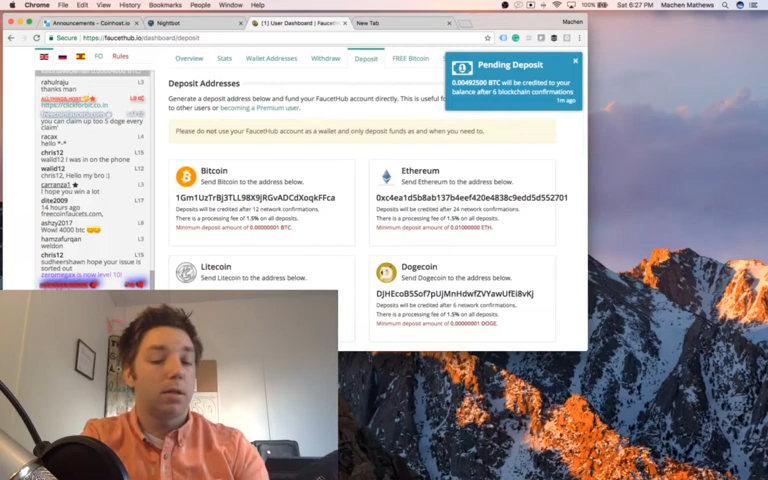 Chrome File Edit View History Bookmarks People Window Help
100% Sat 6:27 PM Machen Mathews
Announcements - Coinhost.io
Nightbot
(1) User Dashboard | FaucetH
New Tab
Machen
Secure https://faucethub.io/dashboard/deposit
FO Rules
Overview Stats Wallet Addresses Withdraw Deposit FREE Bitcoin
Pending Deposit
0.00492500 BTC will be credited to your
balance after 6 blockchain confirmations
1m ago
rahulraju L3
thanks man
https://clickforbit.co.in
you can claim up too 5 doge every
claim'
racax L4
hello *-*
chris12 L15
walid12 I was in on the phone
walid12 L3
chris12, Hello my bro :)
carranza1 L3
I hope you win a lot
dite2009 L17
14 hours ago
freecoinfaucets.com,
ashzy2017 L8
Wow! 4000 btc
hamzafurqan L3
weldon
chris12 L15
sudheershawn hope your issue is
sorted out
zeromegax is now level 10!
Deposit Addresses
Generate a deposit address below and fund your FaucetHub account directly. This is useful fo
to other users or becoming a Premium user.
Please do not use your FaucetHub account as a wallet and only deposit funds as and when you need to.
Bitcoin
Send Bitcoin to the address below.
1Gm1UzTrBj3TLL98X9jRGvADCdXoqkFFca
Deposits will be credited after 12 network confirmations.
There is a processing fee of 1.5% on all deposits.
Minimum deposit amount of 0.00000001 BTC.
Ethereum
Send Ethereum to the address below.
0xc4ea1d5b8ab137b4eef420e4838c9edd5d552701
Deposits will be credited after 24 network confirmations.
There is a processing fee of 1.5% on all deposits.
Minimum deposit amount of 0.01000000 ETH.
Litecoin
Send Litecoin to the address below.
Dogecoin
Send Dogecoin to the address below.
DJHEcoB5Sof7pUjMnHdwfZVYawUfEi8vKj
Deposits will be credited after 6 network confirmations.
There is a processing fee of 1.5% on all deposits.
Minimum deposit amount of 0.00000001 DOGE.